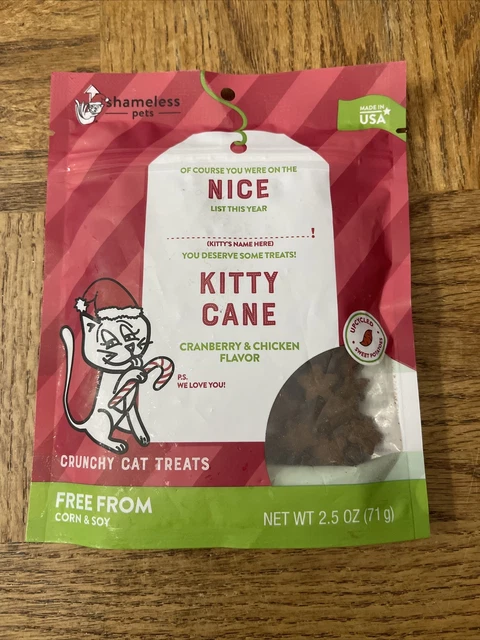 shameless
pets
MADE IN
USA
OF COURSE YOU WERE ON THE
NICE
LIST THIS YEAR
!
(KITTY'S NAME HERE)
YOU DESERVE SOME TREATS!
KITTY
CANE
CRANBERRY & CHICKEN
FLAVOR
P.S.
WE LOVE YOU!
UPCYCLED
SWEET POTATOES
CRUNCHY CAT TREATS
FREE FROM
CORN & SOY
NET WT 2.5 OZ (71g)